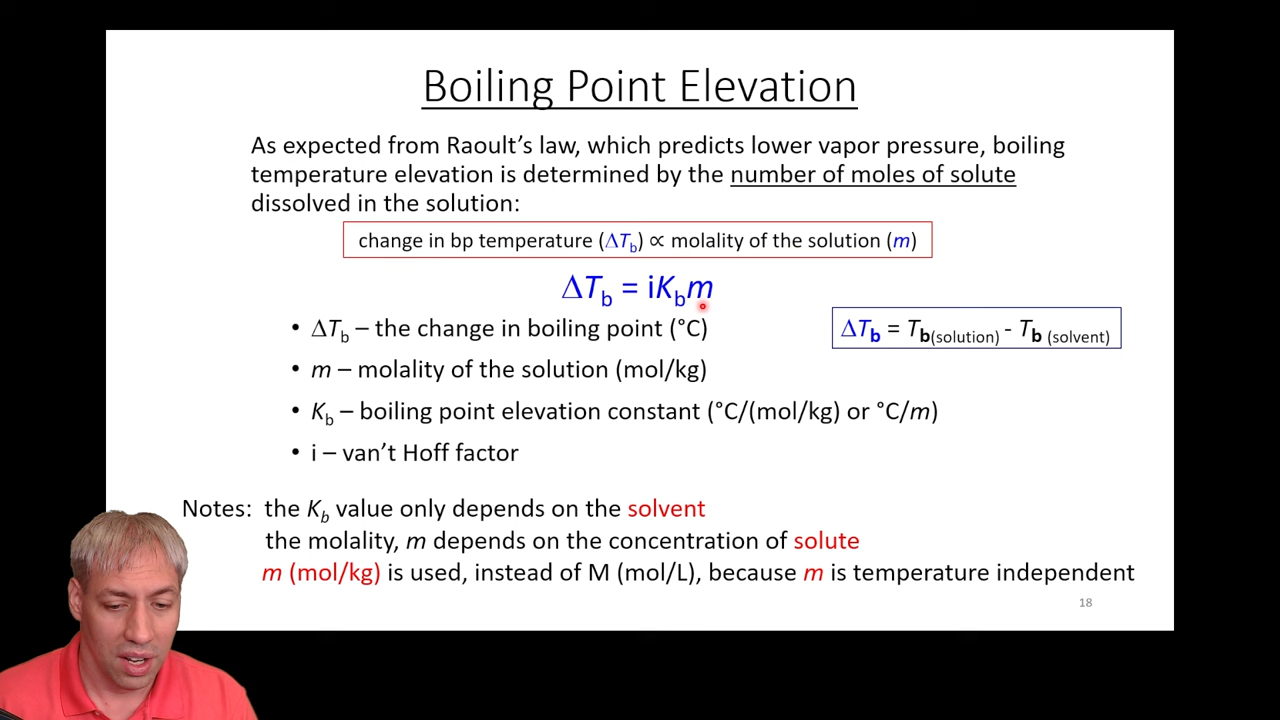 Boiling Point Elevation
As expected from Raoult's law, which predicts lower vapor pressure, boiling
temperature elevation is determined by the number of moles of solute
dissolved in the solution:
change in bp temperature (ΔT_b) ∝ molality of the solution (m)
ΔT_b = iK_bm
• ΔT_b – the change in boiling point (°C)
ΔT_b = T_b(solution) - T_b (solvent)
• m – molality of the solution (mol/kg)
• K_b – boiling point elevation constant (°C/(mol/kg) or °C/m)
• i – van't Hoff factor
Notes: the K_b value only depends on the solvent
the molality, m depends on the concentration of solute
m (mol/kg) is used, instead of M (mol/L), because m is temperature independent
18